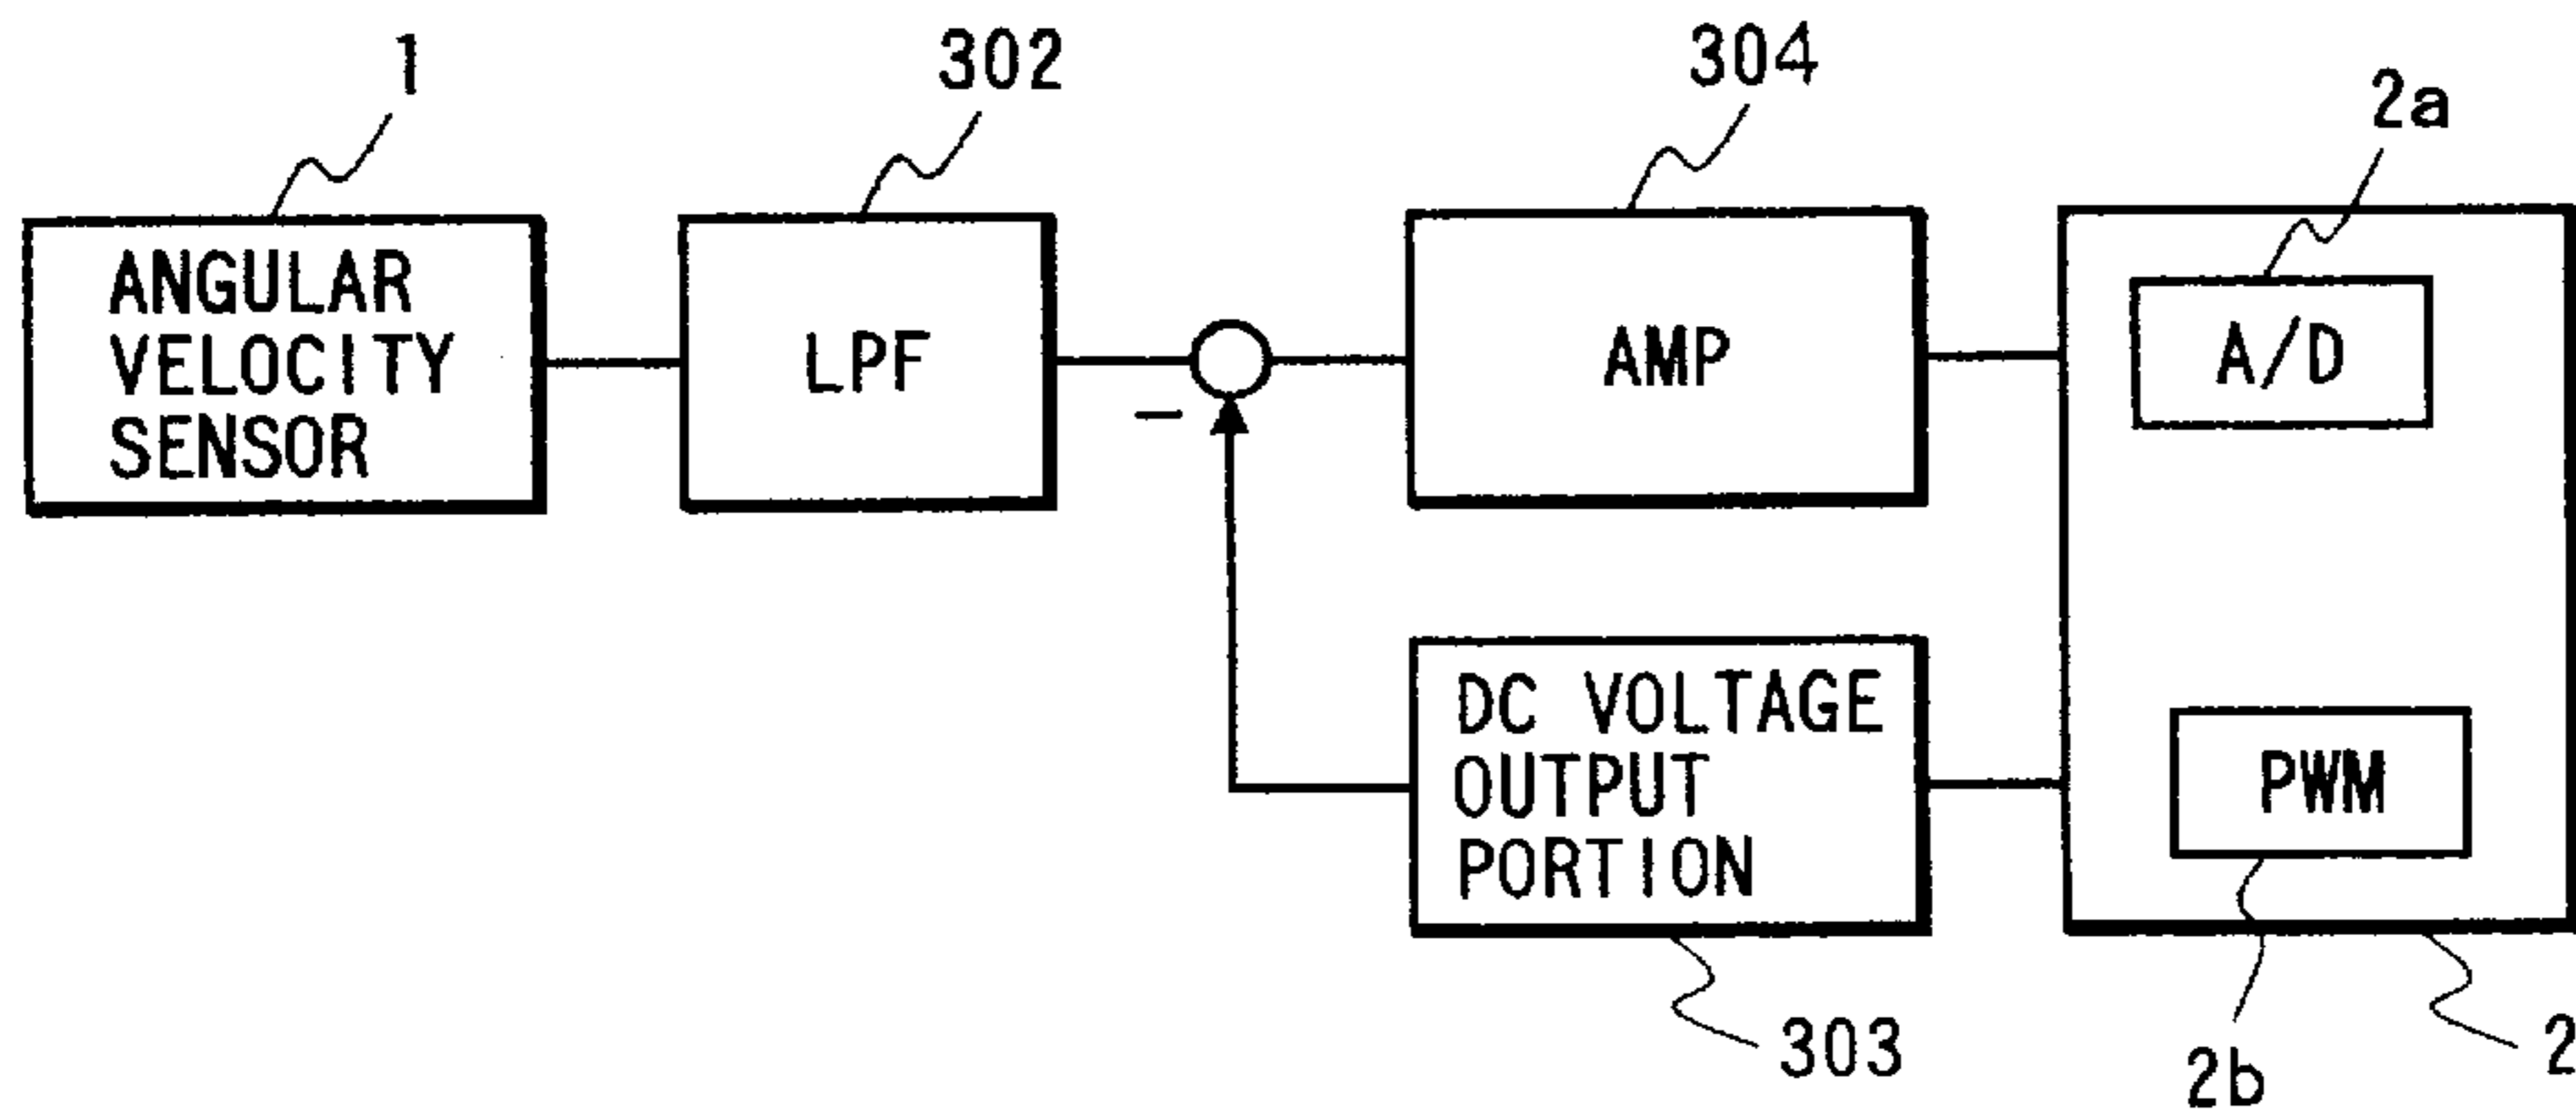 1
302
304
2a
ANGULAR
VELOCITY
SENSOR
LPF
−
AMP
A/D
DC VOLTAGE
OUTPUT
PORTION
PWM
303
2b
2